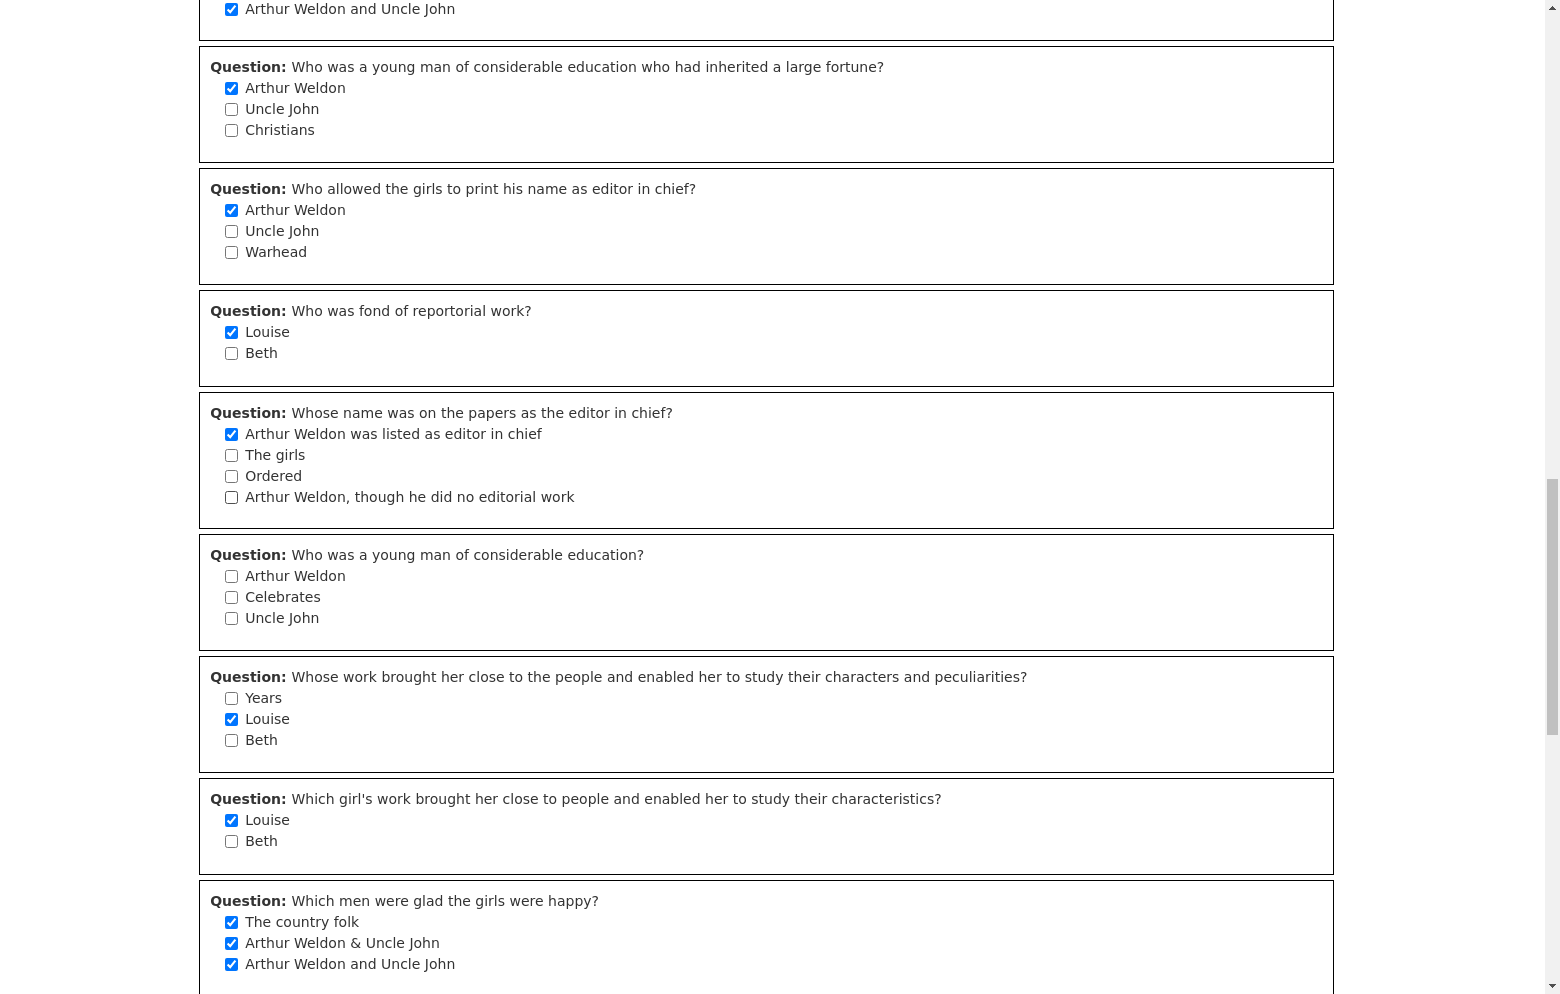 Arthur Weldon and Uncle John
Question: Who was a young man of considerable education who had inherited a large fortune?
Arthur Weldon
Uncle John
Christians
Question: Who allowed the girls to print his name as editor in chief?
Arthur Weldon
Uncle John
Warhead
Question: Who was fond of reportorial work?
Louise
Beth
Question: Whose name was on the papers as the editor in chief?
Arthur Weldon was listed as editor in chief
The girls
Ordered
Arthur Weldon, though he did no editorial work
Question: Who was a young man of considerable education?
Arthur Weldon
Celebrates
Uncle John
Question: Whose work brought her close to the people and enabled her to study their characters and peculiarities?
Years
Louise
Beth
Question: Which girl's work brought her close to people and enabled her to study their characteristics?
Louise
Beth
Question: Which men were glad the girls were happy?
The country folk
Arthur Weldon & Uncle John
Arthur Weldon and Uncle John